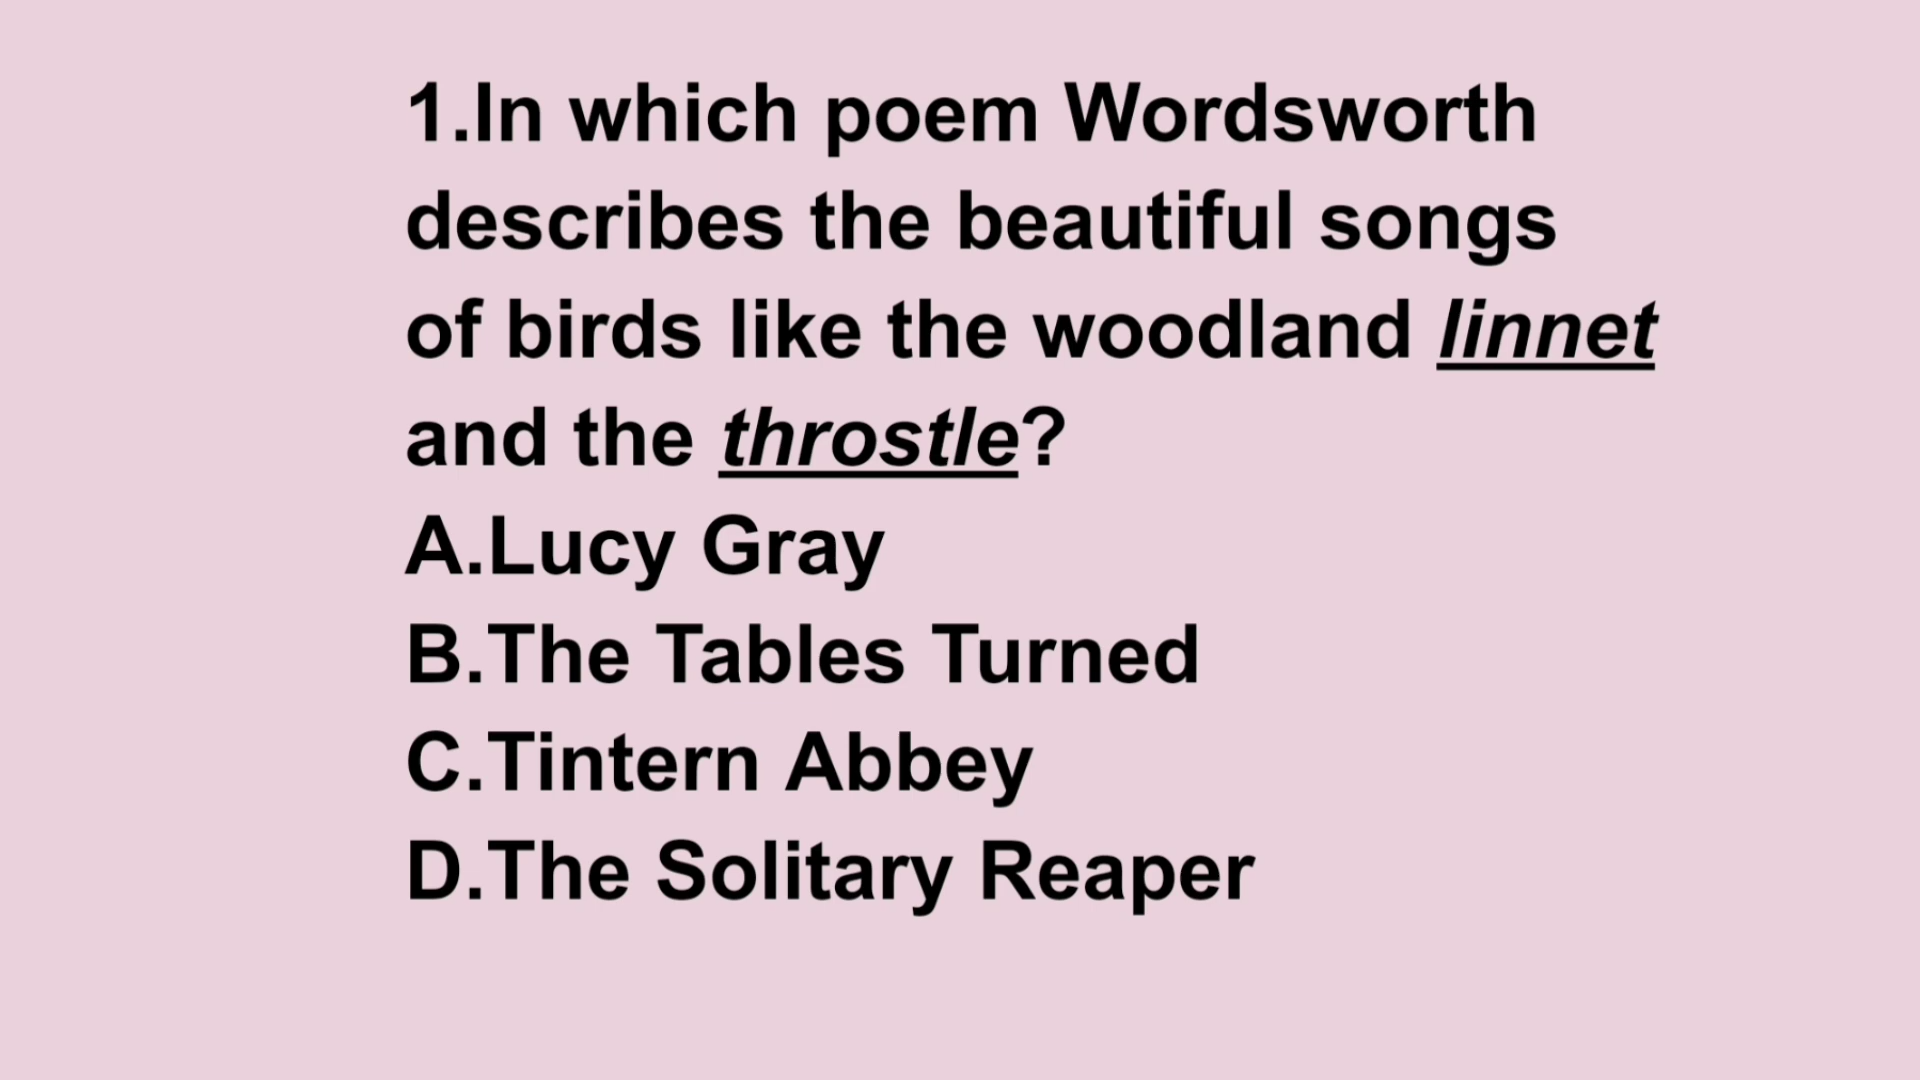 1.In which poem Wordsworth
describes the beautiful songs
of birds like the woodland linnet
and the throstle?
A.Lucy Gray
B.The Tables Turned
C.Tintern Abbey
D.The Solitary Reaper